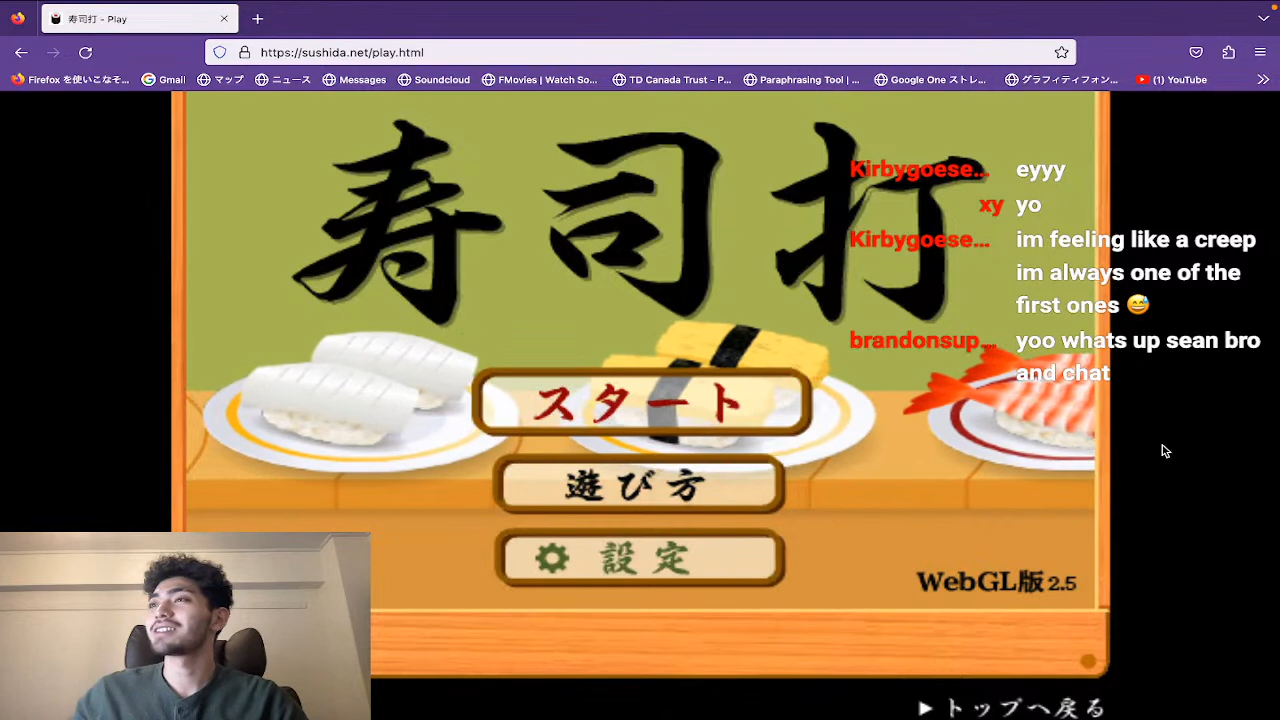 寿司打 - Play
https://sushida.net/play.html
Firefox を使いこなそ…
Gmail
マップ
ニュース
Messages
Soundcloud
FMovies | Watch So…
TD Canada Trust - P…
Paraphrasing Tool | …
Google One ストレ…
グラフィティフォン…
(1) YouTube
寿司打
Kirbygoese… eyyy
xy yo
Kirbygoese… im feeling like a creep
im always one of the
first ones 😅
brandonsup… yoo whats up sean bro
and chat
スタート
遊び方
設定
WebGL版 2.5
▶トップへ戻る